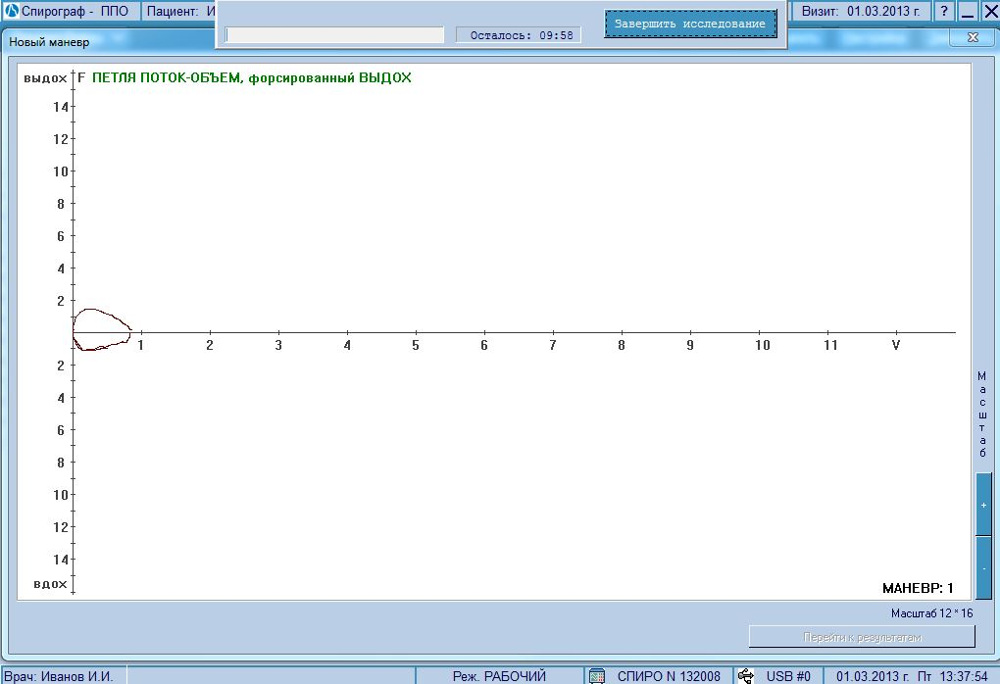 Спирограф - ППО
Пациент: И
Визит: 01.03.2013 г.
?
Осталось: 09:58
Завершить исследование
Новый маневр
выдох F ПЕТЛЯ ПОТОК-ОБЪЕМ, форсированный ВЫДОХ
14
12
10
8
6
4
2
1 2 3 4 5 6 7 8 9 10 11 V
2
4
6
8
10
12
14
вдох
Масштаб
+
-
МАНЕВР: 1
Масштаб 12 * 16
Перейти к результатам
Врач: Иванов И.И.
Реж. РАБОЧИЙ
СПИРО N 132008
USB #0
01.03.2013 г. Пт 13:37:54